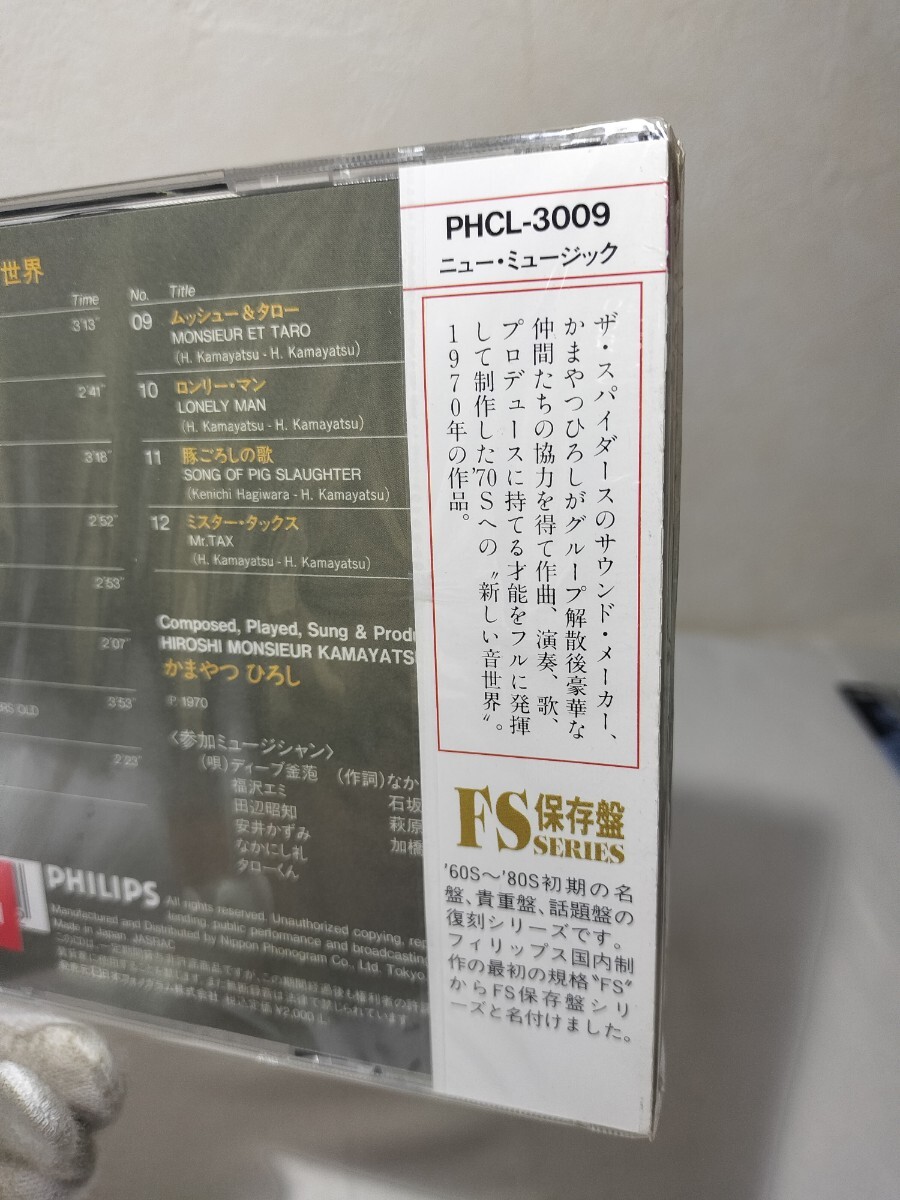 世界
Time
3'13"
2'41"
3'18"
2'52"
2'53"
2'07"
3'53"
2'23"
No. Title
09 ムッシュー&タロー
MONSIEUR ET TARO
(H. Kamayatsu - H. Kamayatsu)
10 ロンリー・マン
LONELY MAN
(H. Kamayatsu - H. Kamayatsu)
11 豚ごろしの歌
SONG OF PIG SLAUGHTER
(Kenichi Hagiwara - H. Kamayatsu)
12 ミスター・タックス
Mr.TAX
(H. Kamayatsu - H. Kamayatsu)
Composed, Played, Sung & Produ
HIROSHI MONSIEUR KAMAYATSU
かまやつ ひろし
℗ 1970
〈参加ミュージシャン〉
(唄)ディープ釜范 (作詞)なか
福沢エミ 石坂
田辺昭知 萩原
安井かずみ 加橋
なかにし礼
タローくん
PHILIPS
All rights reserved. Unauthorized copying, rep
lending, public performance and broadcasting
Manufactured and Distributed by Nippon Phonogram Co., Ltd. Tokyo
Made in Japan JASRAC
税込定価¥2,000
PHCL-3009
ニュー・ミュージック
ザ・スパイダースのサウンド・メーカー、
かまやつひろしがグループ解散後豪華な
仲間たちの協力を得て作曲、演奏、歌、
プロデュースに持てる才能をフルに発揮
して制作した'70Sへの〝新しい音世界〟。
1970年の作品。
FS保存盤
SERIES
'60S〜'80S初期の名
盤、貴重盤、話題盤の
復刻シリーズです。
フィリップス国内制
作の最初の規格〝FS〟
からFS保存盤シリ
ーズと名付けました。